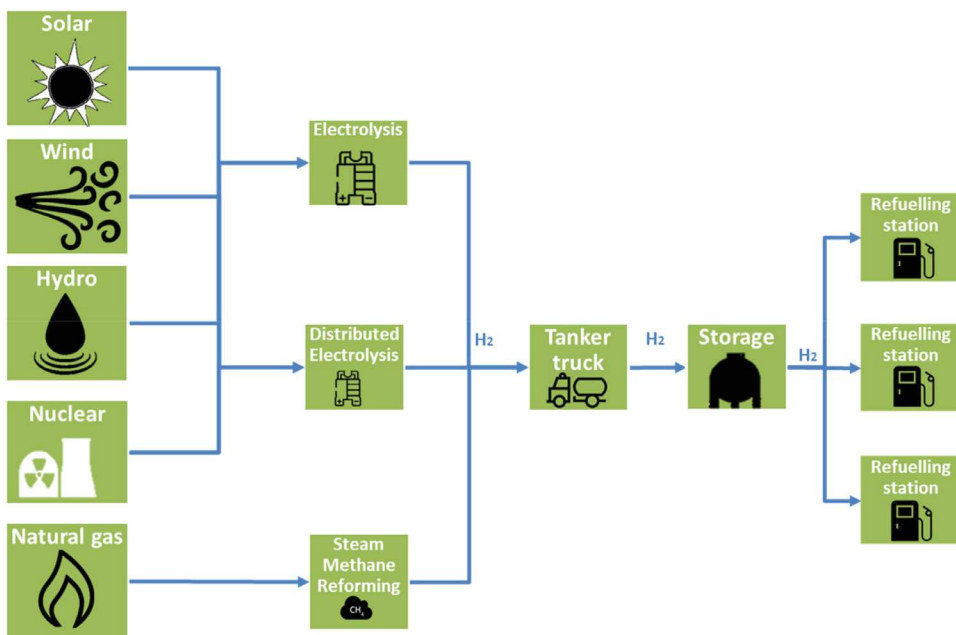 Solar
Wind
Hydro
Nuclear
Natural gas
Electrolysis
+ −
Distributed
Electrolysis
+ −
Steam
Methane
Reforming
CH₄
H₂
Tanker
truck
H₂
Storage
H₂
Refuelling
station
Refuelling
station
Refuelling
station